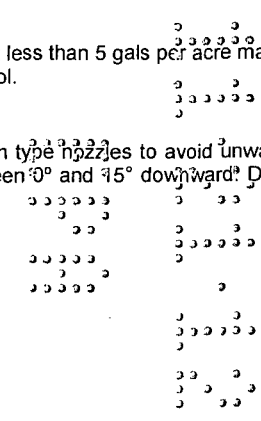 less than 5 gals per acre ma
ol.
n type nozzles to avoid unwa
een 0° and 15° downward. D